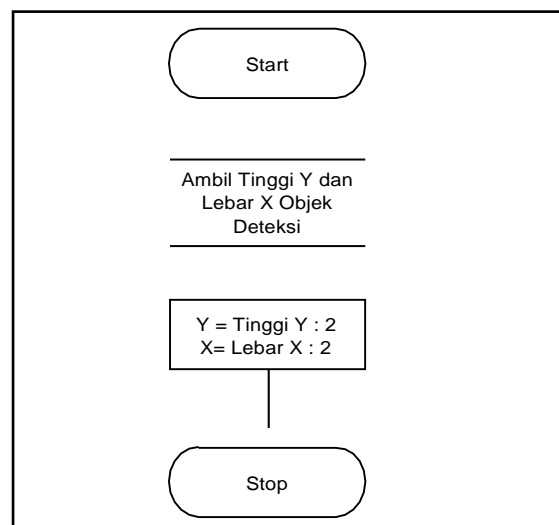 Start
Ambil Tinggi Y dan
Lebar X Objek
Deteksi
Y = Tinggi Y : 2
X= Lebar X : 2
Stop